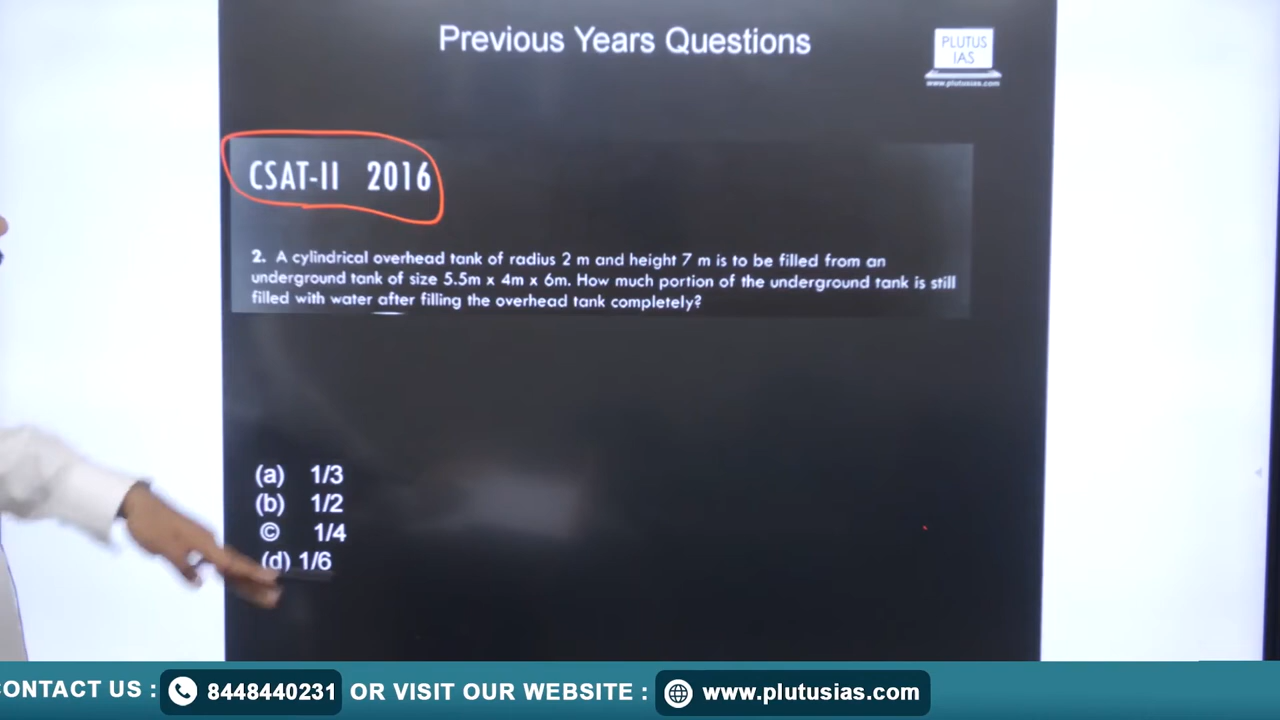 Previous Years Questions
PLUTUS
IAS
www.plutusias.com
CSAT-II 2016
2. A cylindrical overhead tank of radius 2 m and height 7 m is to be filled from an
underground tank of size 5.5m x 4m x 6m. How much portion of the underground tank is still
filled with water after filling the overhead tank completely?
(a) 1/3
(b) 1/2
© 1/4
(d) 1/6
CONTACT US : 8448440231 OR VISIT OUR WEBSITE : www.plutusias.com